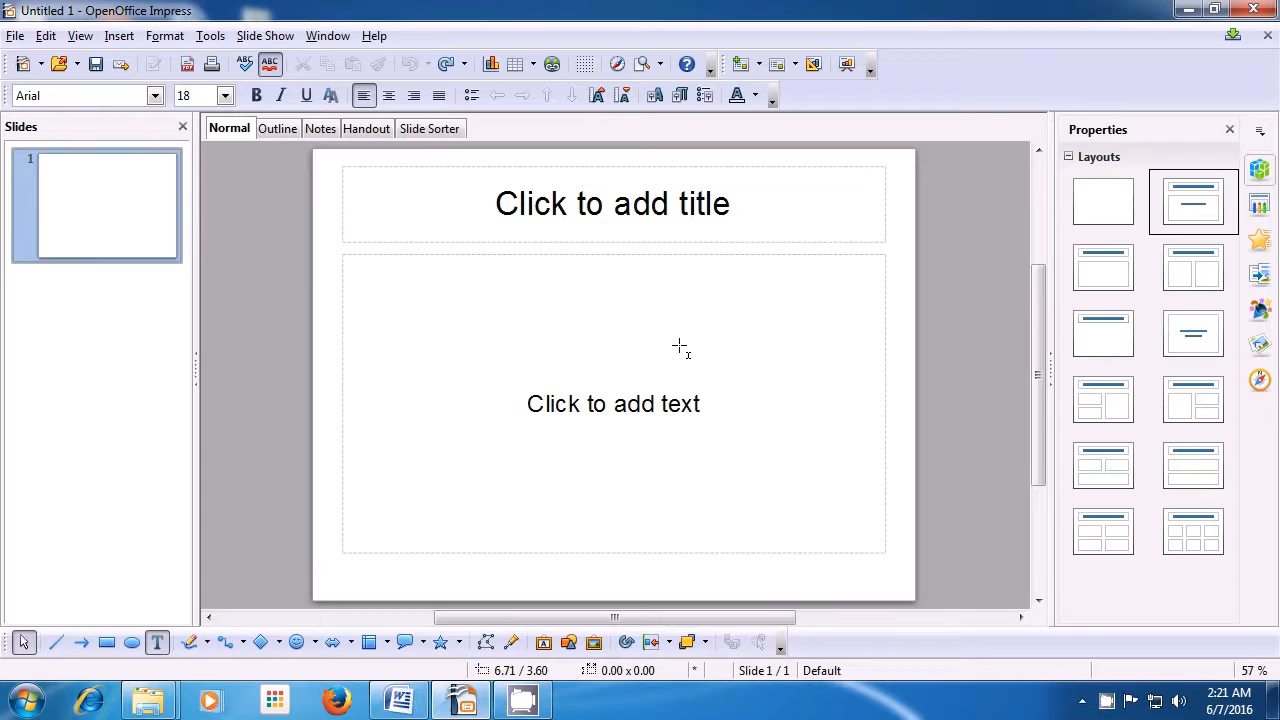 Untitled 1 - OpenOffice Impress
File Edit View Insert Format Tools Slide Show Window Help
ABC ABC
Arial 18 B I U A
Slides
Normal Outline Notes Handout Slide Sorter
Properties
Layouts
1
Click to add title
Click to add text
T
6.71 / 3.60 0.00 x 0.00 * Slide 1 / 1 Default 57 %
W
2:21 AM
6/7/2016